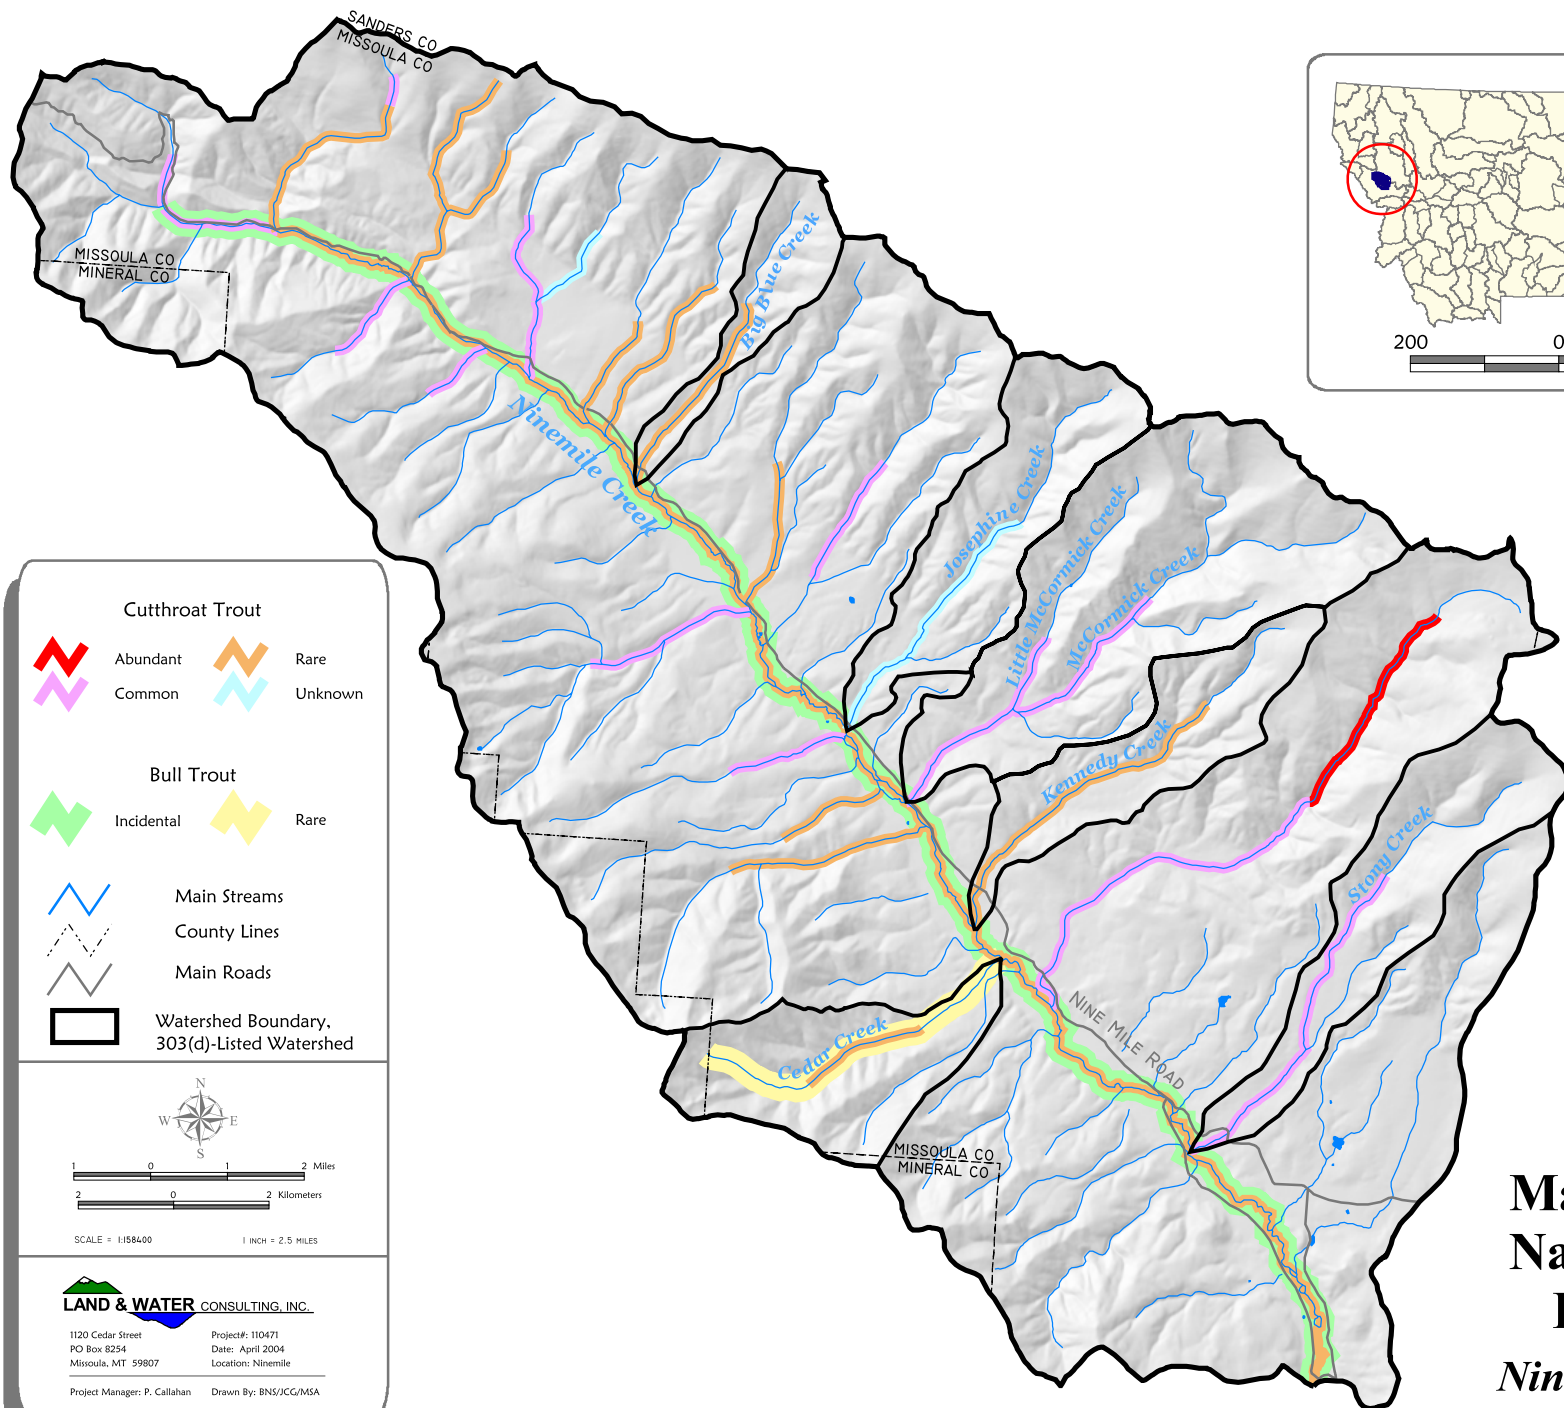 SANDERS CO
MISSOULA CO
MISSOULA CO
MINERAL CO
Big Blue Creek
Ninemile Creek
Josephine Creek
Little McCormick Creek
McCormick Creek
Kennedy Creek
Stony Creek
Cedar Creek
NINE MILE ROAD
MISSOULA CO
MINERAL CO
200 0
Cutthroat Trout
Abundant Rare
Common Unknown
Bull Trout
Incidental Rare
Main Streams
County Lines
Main Roads
Watershed Boundary,
303(d)-Listed Watershed
N
W E
S
1 0 1 2 Miles
2 0 2 Kilometers
SCALE = 1:158400 1 INCH = 2.5 MILES
LAND & WATER CONSULTING, INC.
1120 Cedar Street Project#: 110471
PO Box 8254 Date: April 2004
Missoula, MT 59807 Location: Ninemile
Project Manager: P. Callahan Drawn By: BNS/JCG/MSA
Ma
Na
Nin